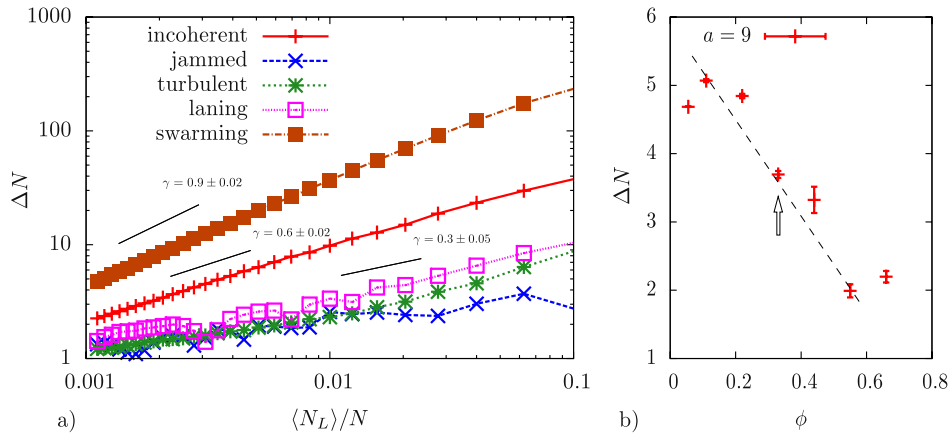 1000
100
10
1
ΔN
incoherent
jammed
turbulent
laning
swarming
γ = 0.9 ± 0.02
γ = 0.6 ± 0.02
γ = 0.3 ± 0.05
0.001
0.01
0.1
a)
⟨N_L⟩/N
6
5
4
3
2
1
ΔN
a = 9
0
0.2
0.4
0.6
0.8
b)
ϕ